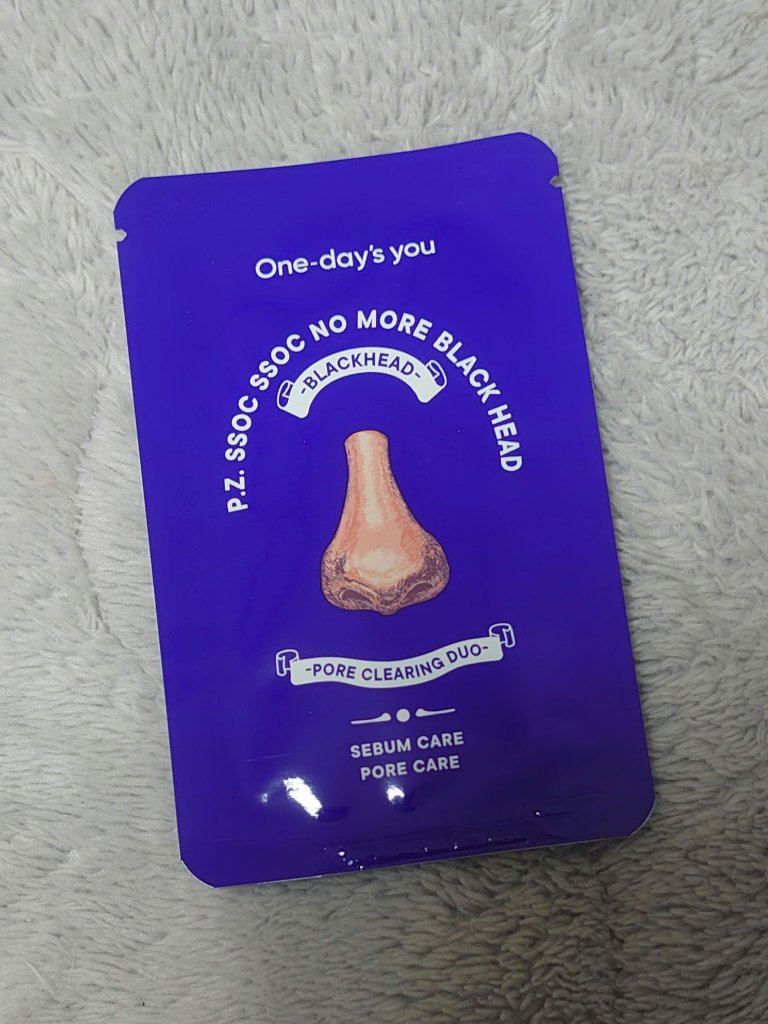 One-day's you
P.Z. SSOC SSOC NO MORE BLACK HEAD
-BLACKHEAD-
-PORE CLEARING DUO-
SEBUM CARE
PORE CARE